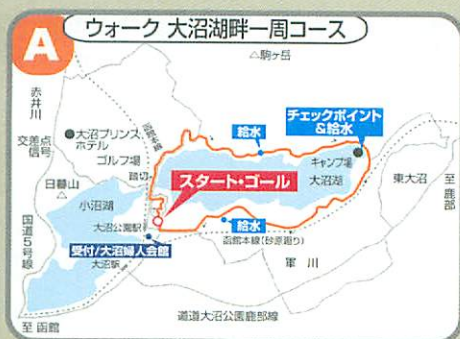 A
ウォーク 大沼湖畔一周コース
△駒ヶ岳
赤井川
交差点
信号
大沼プリンス
ホテル
ゴルフ場
函館本線
踏切
給水
チェックポイント
&給水
キャンプ場
大沼湖
東大沼
至鹿部
日暮山
△
小沼湖
スタート・ゴール
大沼公園駅
給水
函館本線(砂原廻り)
国道5号線
受付/大沼婦人会館
大沼駅
軍川
道道大沼公園鹿部線
至函館